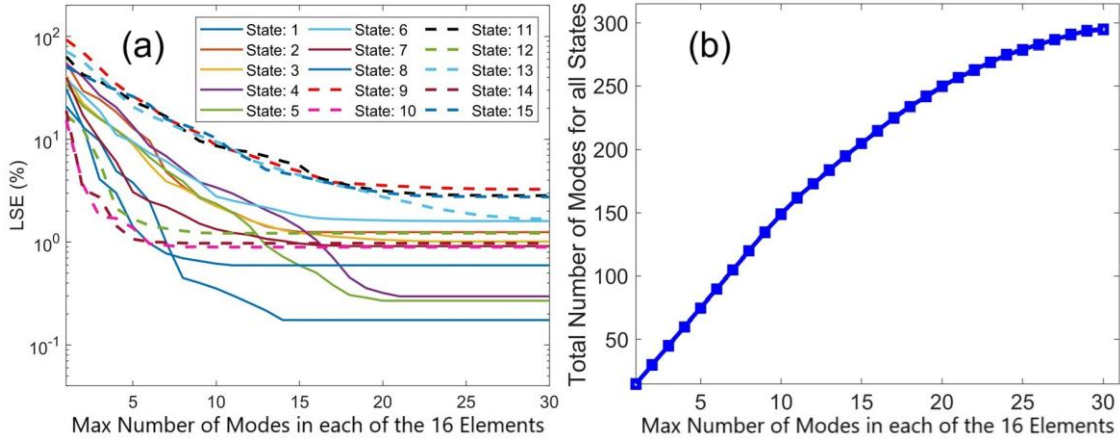 (a)
State: 1 State: 6 State: 11
State: 2 State: 7 State: 12
State: 3 State: 8 State: 13
State: 4 State: 9 State: 14
State: 5 State: 10 State: 15
LSE (%)
10²
10¹
10⁰
10⁻¹
5 10 15 20 25 30
Max Number of Modes in each of the 16 Elements
(b)
Total Number of Modes for all States
300
250
200
150
100
50
5 10 15 20 25 30
Max Number of Modes in each of the 16 Elements